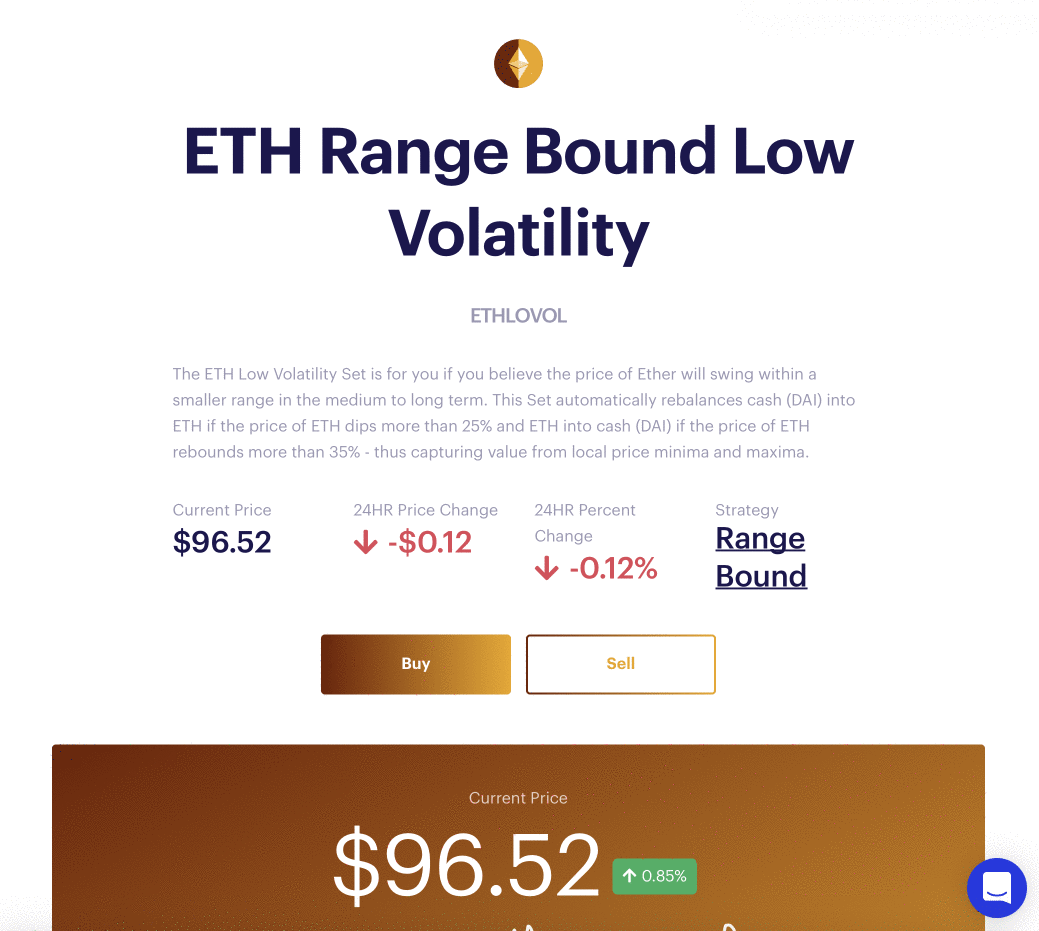 ETH Range Bound Low
Volatility
ETHLOVOL
The ETH Low Volatility Set is for you if you believe the price of Ether will swing within a
smaller range in the medium to long term. This Set automatically rebalances cash (DAI) into
ETH if the price of ETH dips more than 25% and ETH into cash (DAI) if the price of ETH
rebounds more than 35% - thus capturing value from local price minima and maxima.
Current Price
$96.52
24HR Price Change
-$0.12
24HR Percent
Change
-0.12%
Strategy
Range
Bound
Buy
Sell
Current Price
$96.52
0.85%